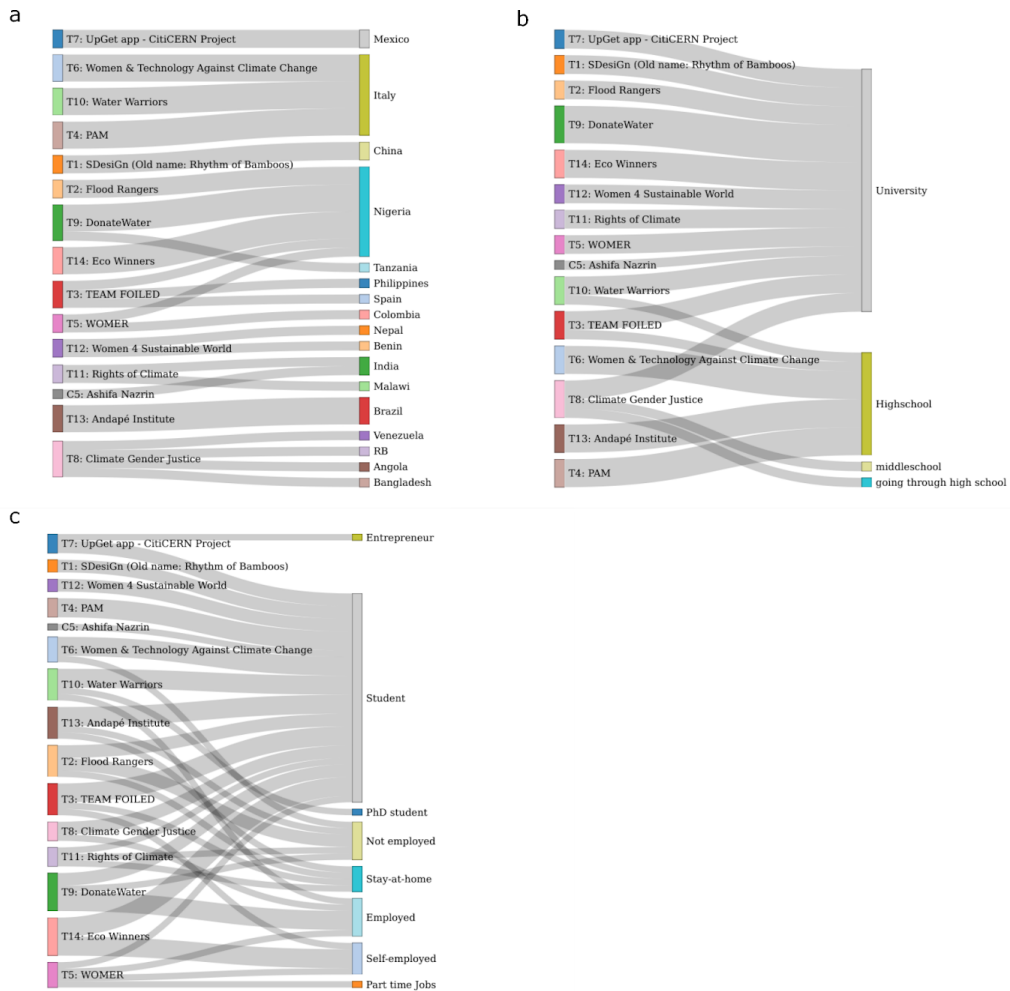 a
T7: UpGet app - CitiCERN Project
T6: Women & Technology Against Climate Change
T10: Water Warriors
T4: PAM
T1: SDesiGn (Old name: Rhythm of Bamboos)
T2: Flood Rangers
T9: DonateWater
T14: Eco Winners
T3: TEAM FOILED
T5: WOMER
T12: Women 4 Sustainable World
T11: Rights of Climate
C5: Ashifa Nazrin
T13: Andapé Institute
T8: Climate Gender Justice
Mexico
Italy
China
Nigeria
Tanzania
Philippines
Spain
Colombia
Nepal
Benin
India
Malawi
Brazil
Venezuela
RB
Angola
Bangladesh
b
T7: UpGet app - CitiCERN Project
T1: SDesiGn (Old name: Rhythm of Bamboos)
T2: Flood Rangers
T9: DonateWater
T14: Eco Winners
T12: Women 4 Sustainable World
T11: Rights of Climate
T5: WOMER
C5: Ashifa Nazrin
T10: Water Warriors
T3: TEAM FOILED
T6: Women & Technology Against Climate Change
T8: Climate Gender Justice
T13: Andapé Institute
T4: PAM
University
Highschool
middleschool
going through high school
c
T7: UpGet app - CitiCERN Project
T1: SDesiGn (Old name: Rhythm of Bamboos)
T12: Women 4 Sustainable World
T4: PAM
C5: Ashifa Nazrin
T6: Women & Technology Against Climate Change
T10: Water Warriors
T13: Andapé Institute
T2: Flood Rangers
T3: TEAM FOILED
T8: Climate Gender Justice
T11: Rights of Climate
T9: DonateWater
T14: Eco Winners
T5: WOMER
Entrepreneur
Student
PhD student
Not employed
Stay-at-home
Employed
Self-employed
Part time Jobs